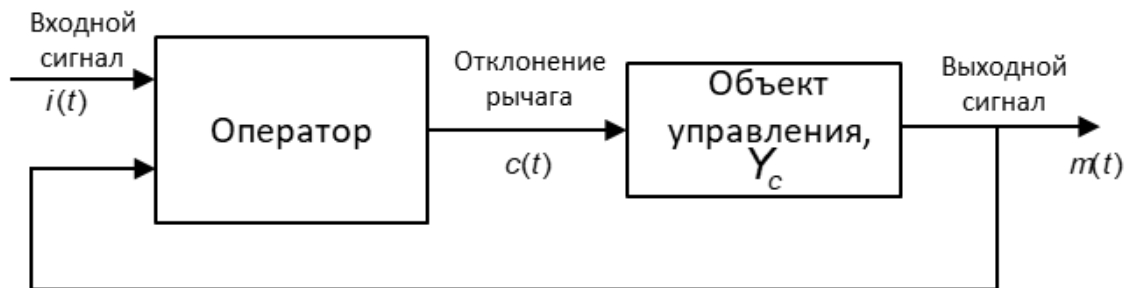 Входной
сигнал
i(t)
Оператор
Отклонение
рычага
c(t)
Объект
управления,
Yc
Выходной
сигнал
m(t)